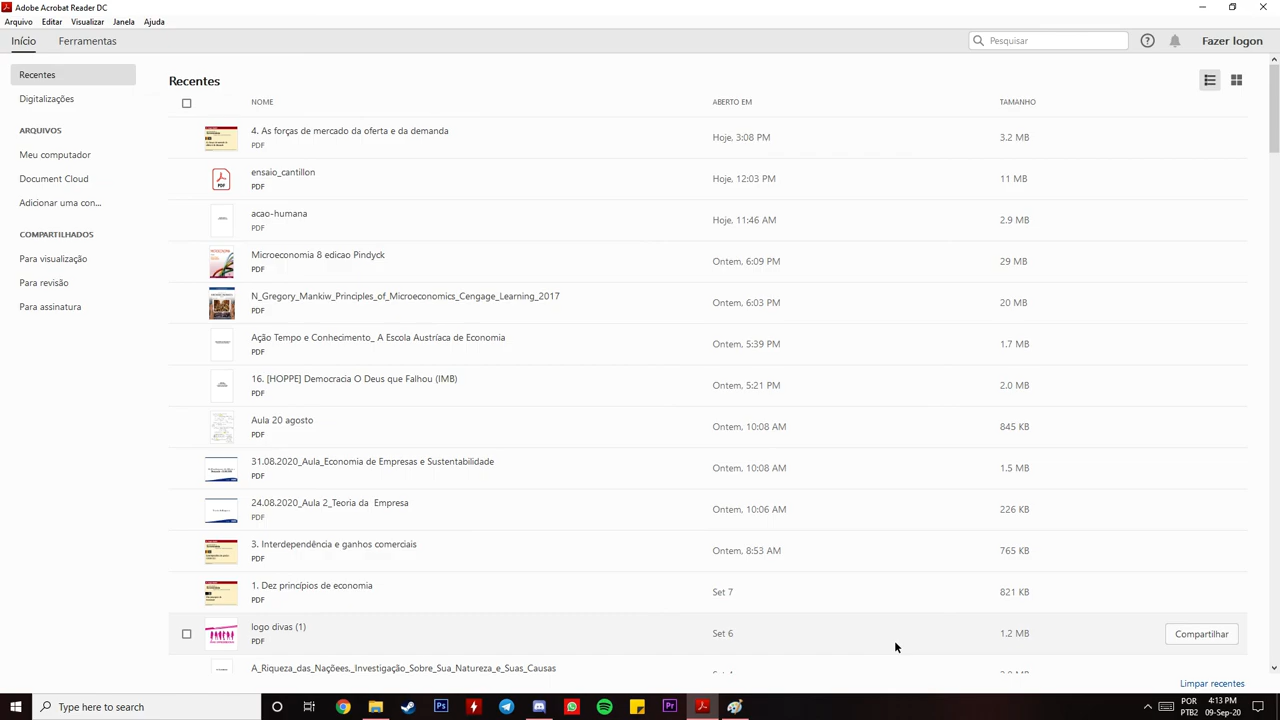 Adobe Acrobat Reader DC
Arquivo Editar Visualizar Janela Ajuda
Início Ferramentas Pesquisar Fazer logon
Recentes
Digitalizações
ARQUIVOS
Meu computador
Document Cloud
Adicionar uma con...
COMPARTILHADOS
Para visualização
Para revisão
Para assinatura
Recentes
NOME ABERTO EM TAMANHO
4. As forças de mercado da oferta e da demanda
PDF
Hoje, 3:08 PM 3.2 MB
ensaio_cantillon
PDF
Hoje, 12:03 PM 11 MB
acao-humana
PDF
Hoje, 11:46 AM 2.9 MB
Microeconomia 8 edicao Pindyck
PDF
Ontem, 6:09 PM 29 MB
N_Gregory_Mankiw_Principles_of_Microeconomics_Cengage_Learning_2017
PDF
Ontem, 6:03 PM 20 MB
Ação Tempo e Conhecimento_ A Escola Austríaca de Economia
PDF
Ontem, 5:39 PM 1.7 MB
16. [HOPPE] Democracia O Deus que Falhou (IMB)
PDF
Ontem, 5:21 PM 2.0 MB
Aula 20 agosto
PDF
Ontem, 10:08 AM 845 KB
31.08.2020_Aula_Economia de Empresas e Sustentabilidade
PDF
Ontem, 10:08 AM 1.5 MB
24.08.2020_Aula 2_Teoria da Empresa
PDF
Ontem, 10:06 AM 226 KB
3. Interdependência e ganhos comerciais
PDF
Ontem, 8:53 AM 765 KB
1. Dez princípios de economia
PDF
Set 7 821 KB
logo divas (1)
PDF
Set 6 1.2 MB Compartilhar
A_Riqueza_das_Nações,_Investigação_Sobre_Sua_Natureza_e_Suas_Causas
Limpar recentes
Type here to search
POR
PTB2
4:13 PM
09-Sep-20